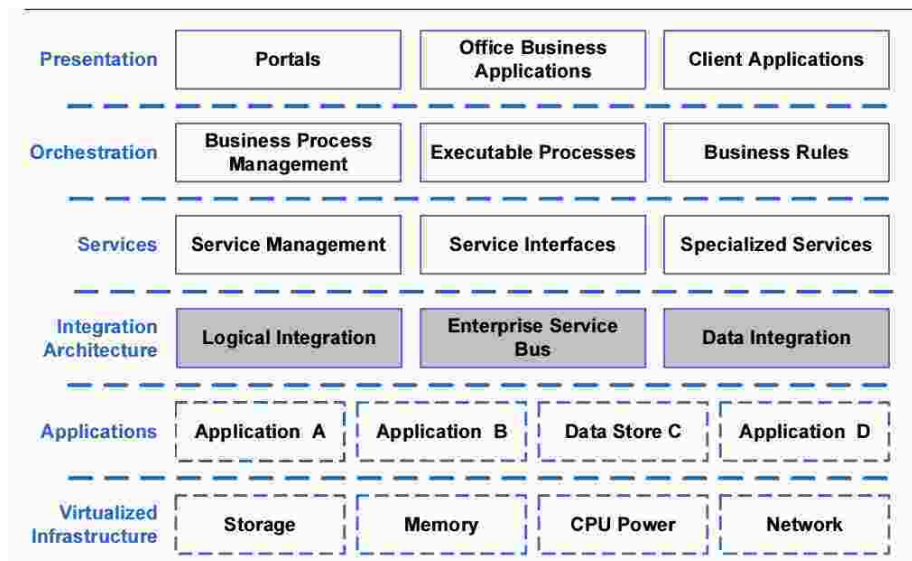 Presentation
Portals
Office Business
Applications
Client Applications
Orchestration
Business Process
Management
Executable Processes
Business Rules
Services
Service Management
Service Interfaces
Specialized Services
Integration
Architecture
Logical Integration
Enterprise Service
Bus
Data Integration
Applications
Application A
Application B
Data Store C
Application D
Virtualized
Infrastructure
Storage
Memory
CPU Power
Network